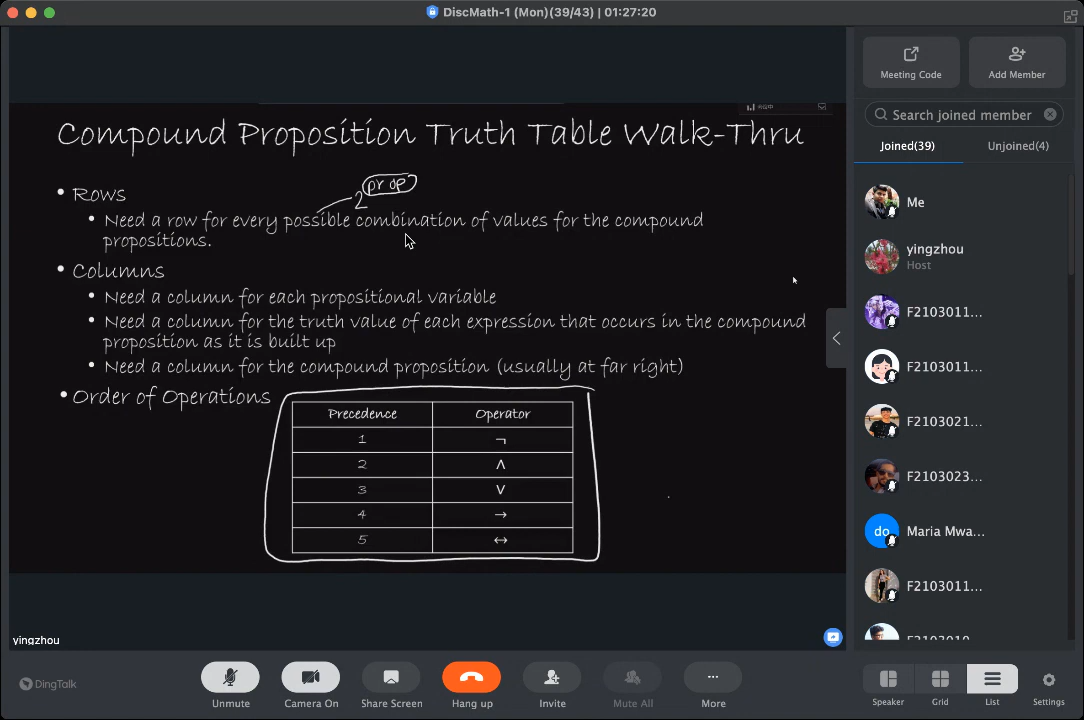 DiscMath-1 (Mon)(39/43) | 01:27:20
Compound Proposition Truth Table Walk-Thru
• Rows
2 prop
• Need a row for every possible combination of values for the compound
propositions.
• Columns
• Need a column for each propositional variable
• Need a column for the truth value of each expression that occurs in the compound
proposition as it is built up
• Need a column for the compound proposition (usually at far right)
• Order of Operations
Precedence Operator
1 ¬
2 ∧
3 ∨
4 →
5 ↔
yingzhou
Meeting Code Add Member
Search joined member
Joined(39) Unjoined(4)
Me
yingzhou
Host
F2103011...
F2103011...
F2103021...
F2103023...
do Maria Mwa...
F2103011...
DingTalk
Unmute Camera On Share Screen Hang up Invite Mute All More
Speaker Grid List Settings